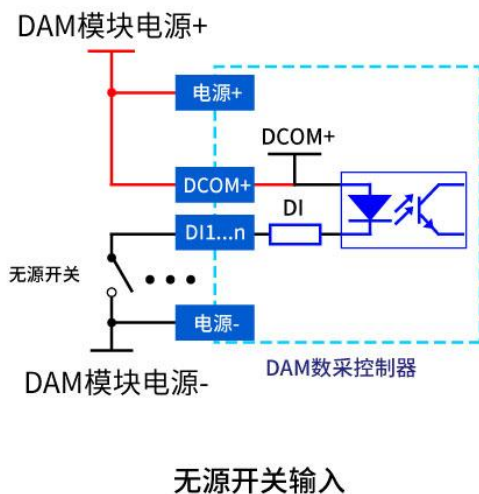 DAM模块电源+
电源+
DCOM+
DCOM+
DI
DI1...n
无源开关
电源-
DAM数采控制器
DAM模块电源-
无源开关输入